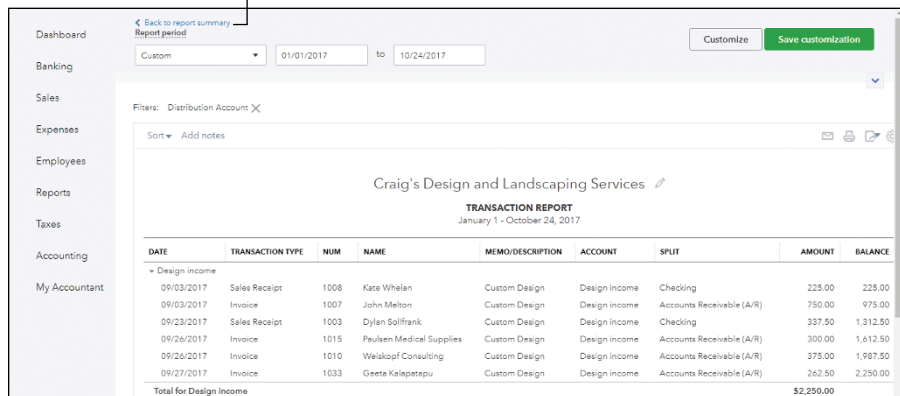 Back to report summary
Report period
Custom 01/01/2017 to 10/24/2017 Customize Save customization
Dashboard
Banking
Sales
Expenses
Employees
Reports
Taxes
Accounting
My Accountant
Filters: Distribution Account
Sort Add notes
Craig's Design and Landscaping Services
TRANSACTION REPORT
January 1 - October 24, 2017
DATE TRANSACTION TYPE NUM NAME MEMO/DESCRIPTION ACCOUNT SPLIT AMOUNT BALANCE
Design income
09/03/2017 Sales Receipt 1008 Kate Whelan Custom Design Design income Checking 225.00 225.00
09/03/2017 Invoice 1007 John Melton Custom Design Design income Accounts Receivable (A/R) 750.00 975.00
09/23/2017 Sales Receipt 1003 Dylan Sollfrank Custom Design Design income Checking 337.50 1,312.50
09/26/2017 Invoice 1015 Paulsen Medical Supplies Custom Design Design income Accounts Receivable (A/R) 300.00 1,612.50
09/26/2017 Invoice 1010 Weiskopf Consulting Custom Design Design income Accounts Receivable (A/R) 375.00 1,987.50
09/27/2017 Invoice 1033 Geeta Kalapatapu Custom Design Design income Accounts Receivable (A/R) 262.50 2,250.00
Total for Design income $2,250.00